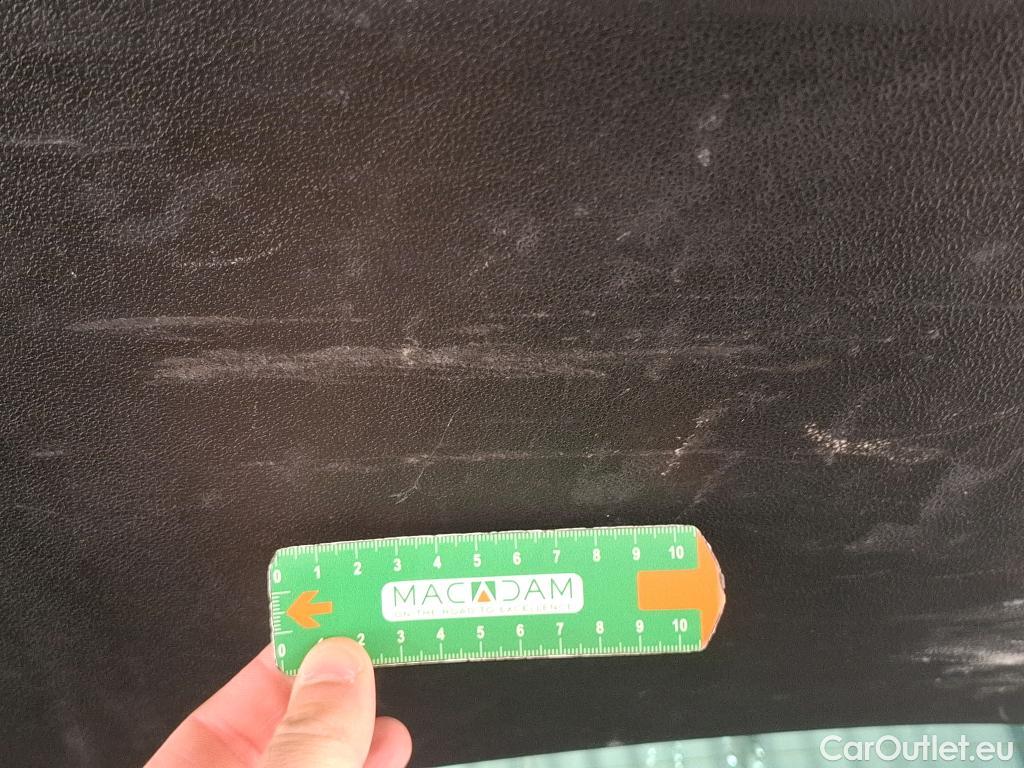 0 1 2 3 4 5 6 7 8 9 10
MACADAM
ON THE ROAD TO EXCELLENCE
0 2 3 4 5 6 7 8 9 10
CarOutlet.eu